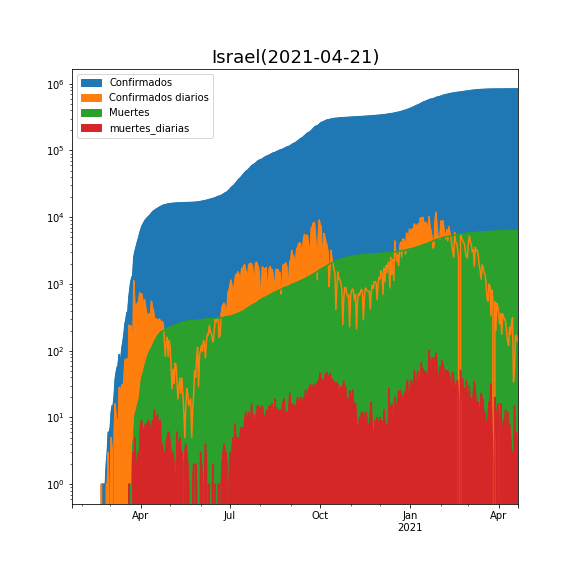 Israel(2021-04-21)
Confirmados
Confirmados diarios
Muertes
muertes_diarias
10⁶
10⁵
10⁴
10³
10²
10¹
10⁰
Apr Jul Oct Jan Apr
2021